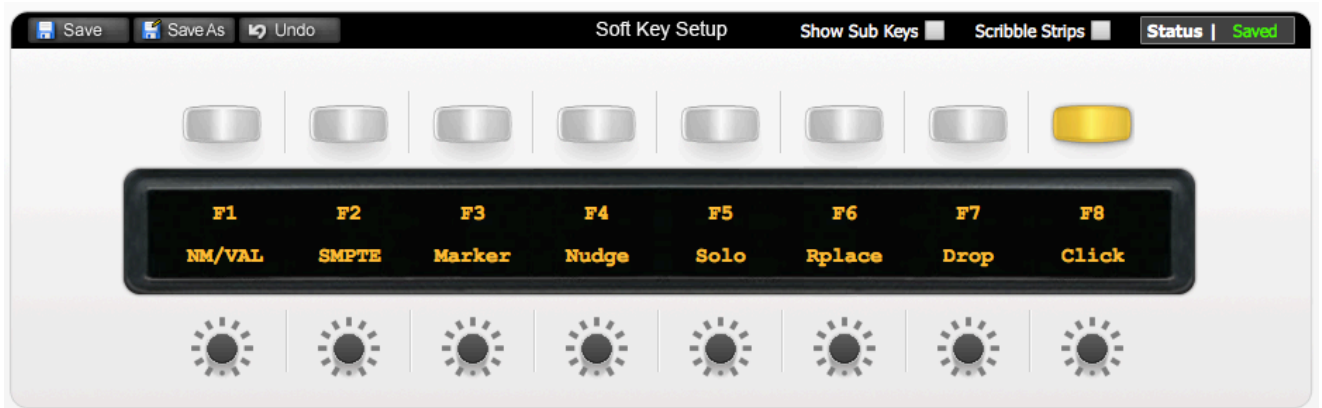 Save Save As Undo Soft Key Setup Show Sub Keys Scribble Strips Status | Saved
F1 F2 F3 F4 F5 F6 F7 F8
NM/VAL SMPTE Marker Nudge Solo Rplace Drop Click